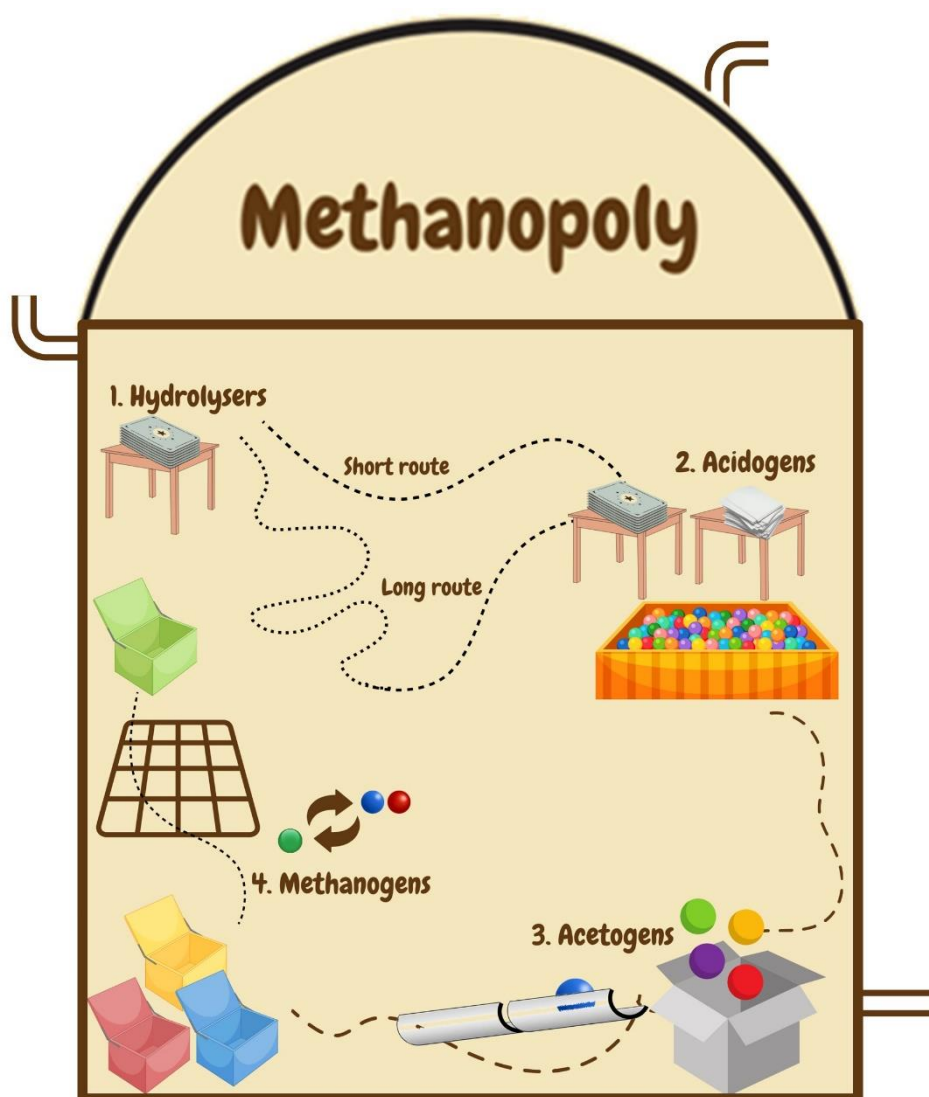 Methanopoly
1. Hydrolysers
Short route
2. Acidogens
Long route
4. Methanogens
3. Acetogens